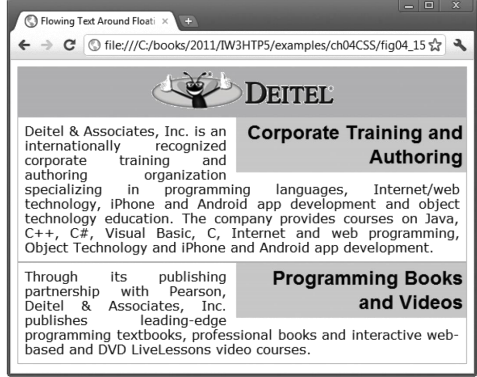 Flowing Text Around Floati
file:///C:/books/2011/IW3HTP5/examples/ch04CSS/fig04_15
DEITEL®
Corporate Training and
Authoring
Deitel & Associates, Inc. is an
internationally recognized
corporate training and
authoring organization
specializing in programming languages, Internet/web
technology, iPhone and Android app development and object
technology education. The company provides courses on Java,
C++, C#, Visual Basic, C, Internet and web programming,
Object Technology and iPhone and Android app development.
Programming Books
and Videos
Through its publishing
partnership with Pearson,
Deitel & Associates, Inc.
publishes leading-edge
programming textbooks, professional books and interactive web-
based and DVD LiveLessons video courses.